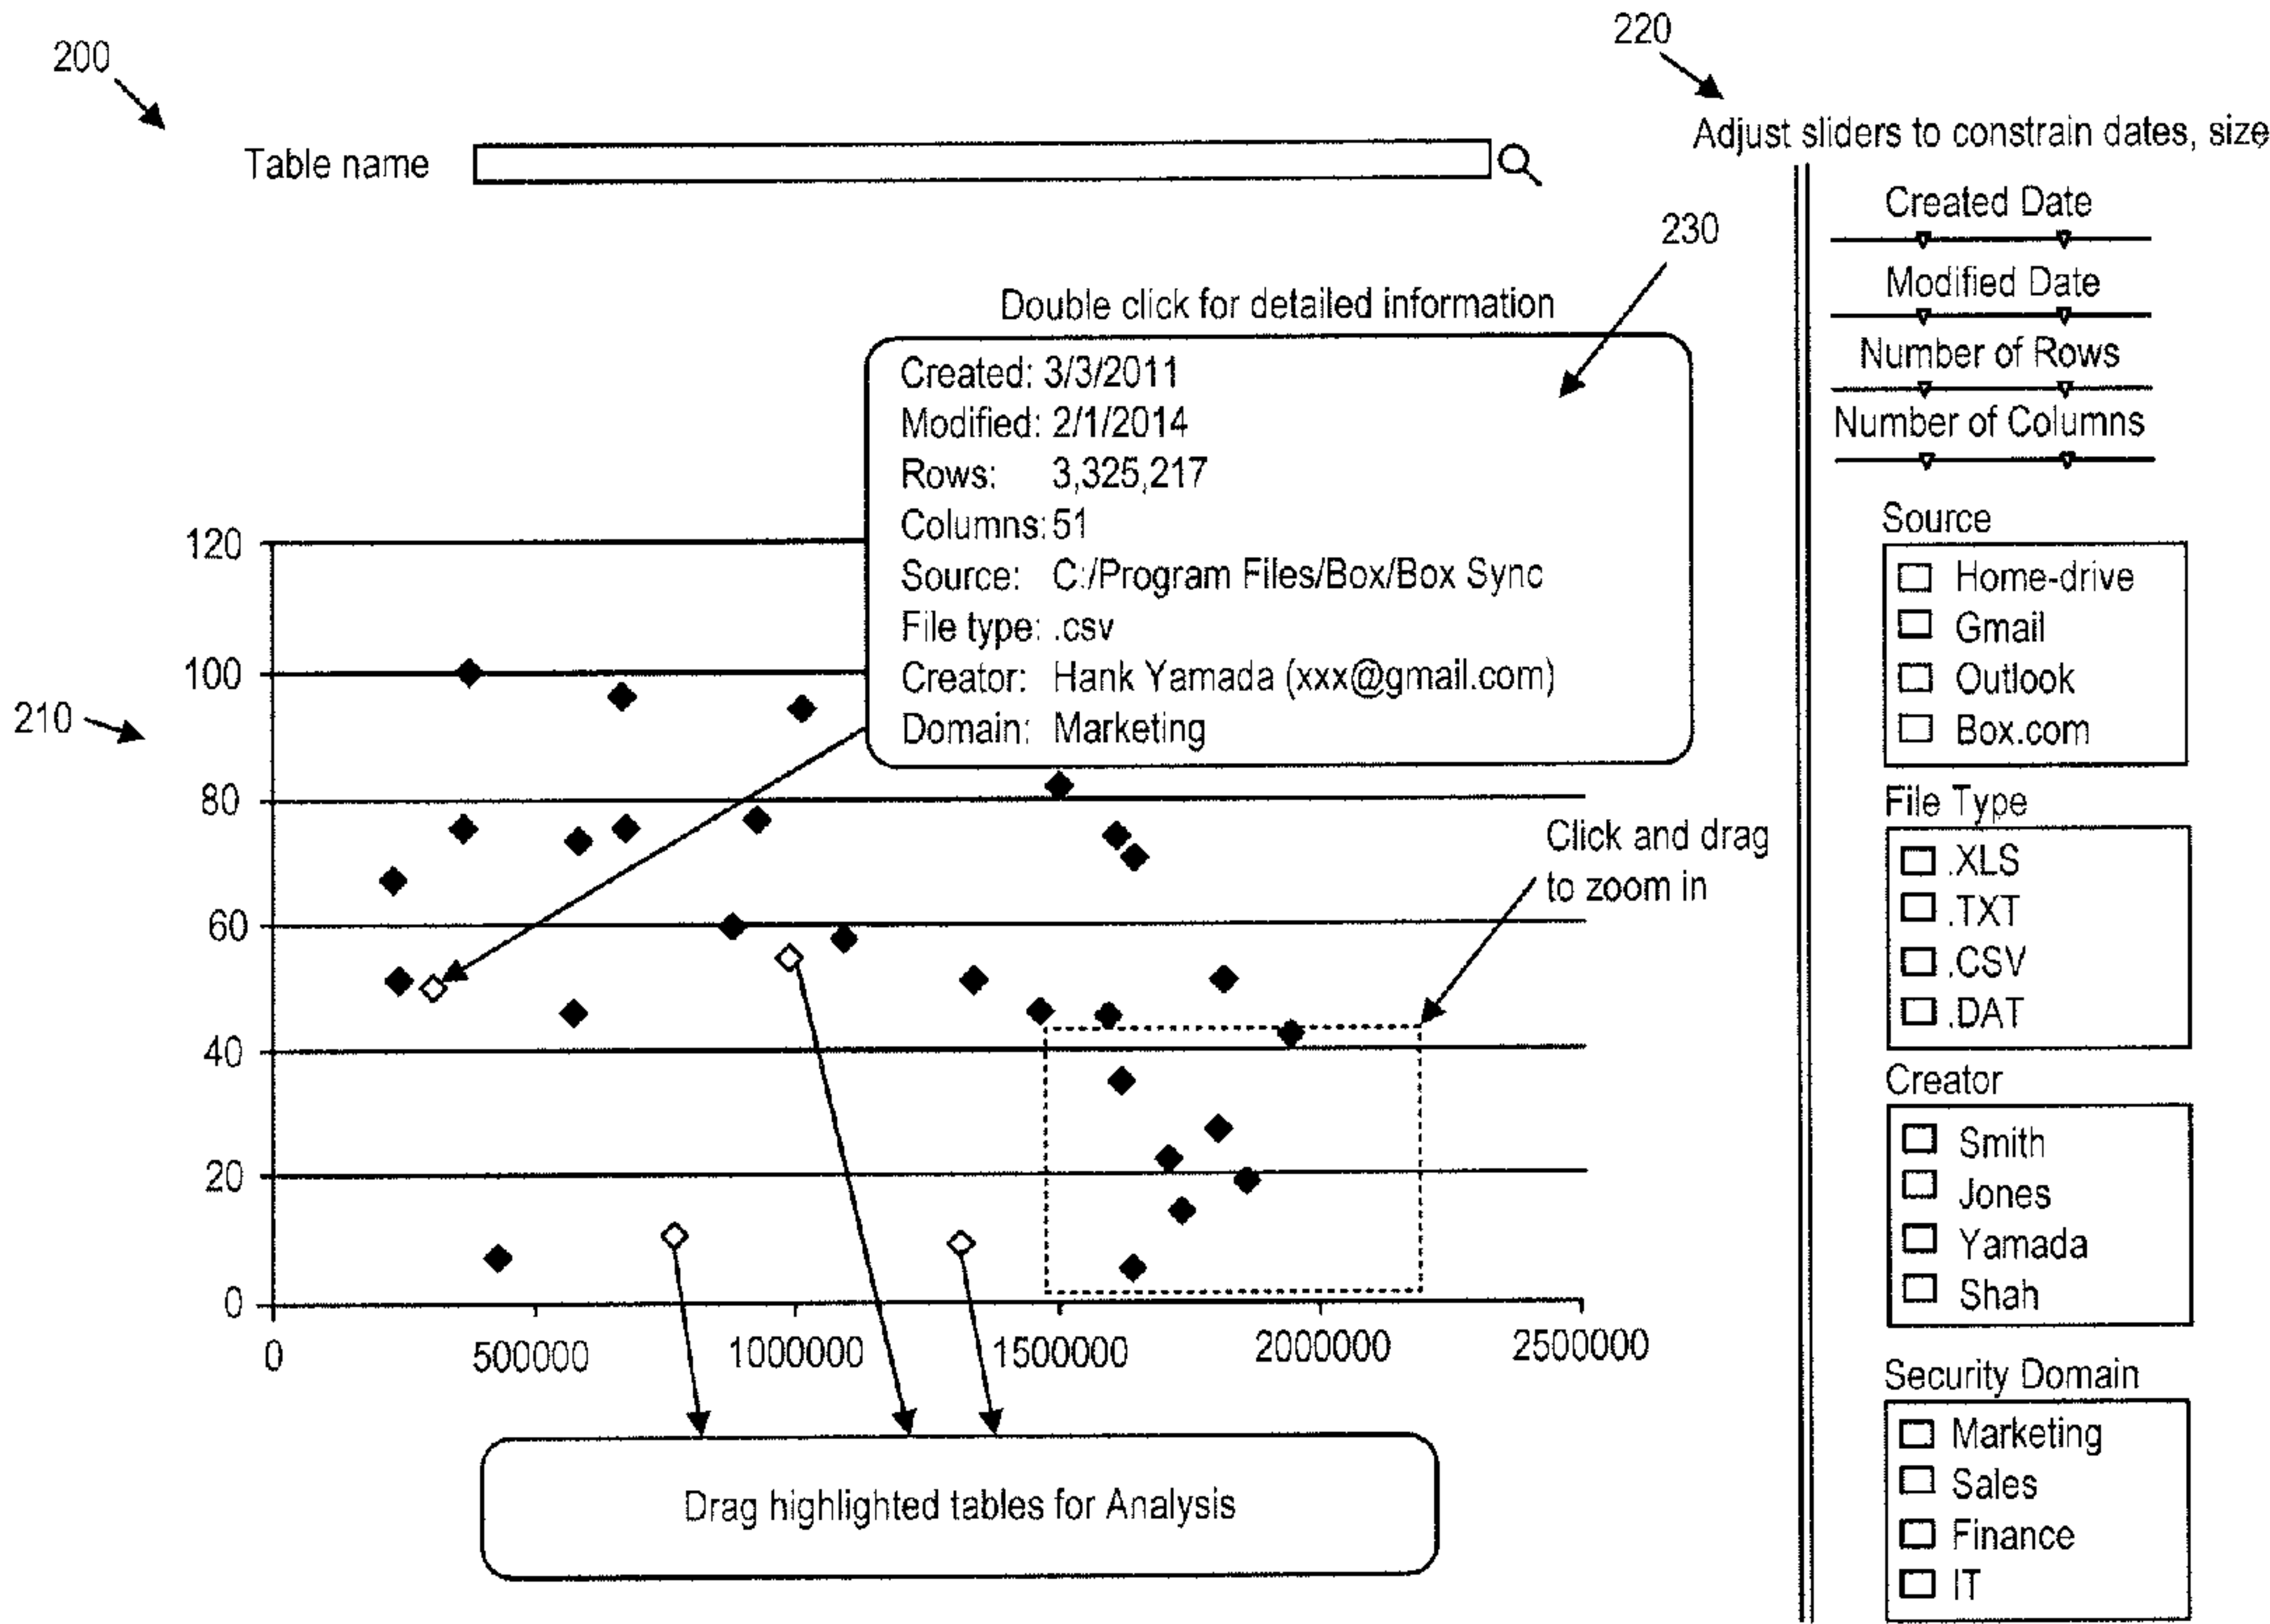 200
220
Adjust sliders to constrain dates, size
Table name
Created Date
230
Modified Date
Double click for detailed information
Number of Rows
Created: 3/3/2011
Modified: 2/1/2014
Rows: 3,325,217
Columns: 51
Source: C:/Program Files/Box/Box Sync
File type: .csv
Creator: Hank Yamada (xxx@gmail.com)
Domain: Marketing
Number of Columns
Source
Home-drive
Gmail
Outlook
Box.com
210
120
100
80
60
40
20
0
Click and drag
to zoom in
File Type
.XLS
.TXT
.CSV
.DAT
Creator
Smith
Jones
Yamada
Shah
0
500000
1000000
1500000
2000000
2500000
Security Domain
Marketing
Sales
Finance
IT
Drag highlighted tables for Analysis